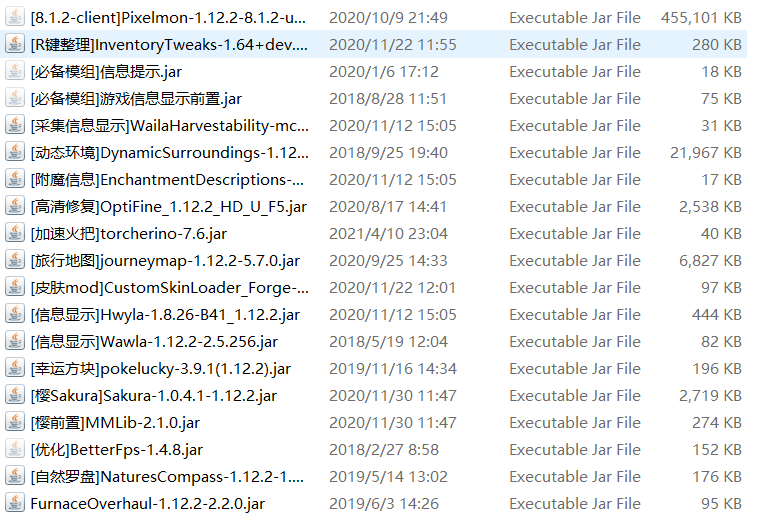 [8.1.2-client]Pixelmon-1.12.2-8.1.2-u... 2020/10/9 21:49 Executable Jar File 455,101 KB
[R键整理]InventoryTweaks-1.64+dev.... 2020/11/22 11:55 Executable Jar File 280 KB
[必备模组]信息提示.jar 2020/1/6 17:12 Executable Jar File 18 KB
[必备模组]游戏信息显示前置.jar 2018/8/28 11:51 Executable Jar File 75 KB
[采集信息显示]WailaHarvestability-mc... 2020/11/12 15:05 Executable Jar File 31 KB
[动态环境]DynamicSurroundings-1.12... 2018/9/25 19:40 Executable Jar File 21,967 KB
[附魔信息]EnchantmentDescriptions-... 2020/11/12 15:05 Executable Jar File 17 KB
[高清修复]OptiFine_1.12.2_HD_U_F5.jar 2020/8/17 14:41 Executable Jar File 2,538 KB
[加速火把]torcherino-7.6.jar 2021/4/10 23:04 Executable Jar File 40 KB
[旅行地图]journeymap-1.12.2-5.7.0.jar 2020/9/25 14:33 Executable Jar File 6,827 KB
[皮肤mod]CustomSkinLoader_Forge-... 2020/11/22 12:01 Executable Jar File 97 KB
[信息显示]Hwyla-1.8.26-B41_1.12.2.jar 2020/11/12 15:05 Executable Jar File 444 KB
[信息显示]Wawla-1.12.2-2.5.256.jar 2018/5/19 12:04 Executable Jar File 82 KB
[幸运方块]pokelucky-3.9.1(1.12.2).jar 2019/11/16 14:34 Executable Jar File 196 KB
[樱Sakura]Sakura-1.0.4.1-1.12.2.jar 2020/11/30 11:47 Executable Jar File 2,719 KB
[樱前置]MMLib-2.1.0.jar 2020/11/30 11:47 Executable Jar File 274 KB
[优化]BetterFps-1.4.8.jar 2018/2/27 8:58 Executable Jar File 152 KB
[自然罗盘]NaturesCompass-1.12.2-1.... 2019/5/14 13:02 Executable Jar File 176 KB
FurnaceOverhaul-1.12.2-2.2.0.jar 2019/6/3 14:26 Executable Jar File 95 KB